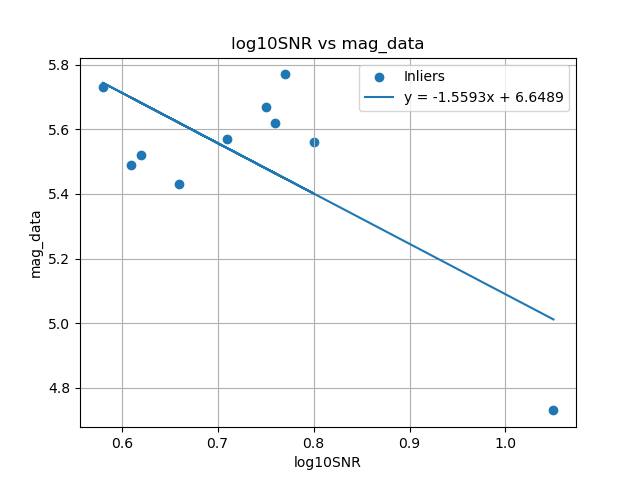 log10SNR vs mag_data
5.8
5.6
5.4
5.2
5.0
4.8
mag_data
Inliers
y = -1.5593x + 6.6489
0.6 0.7 0.8 0.9 1.0
log10SNR